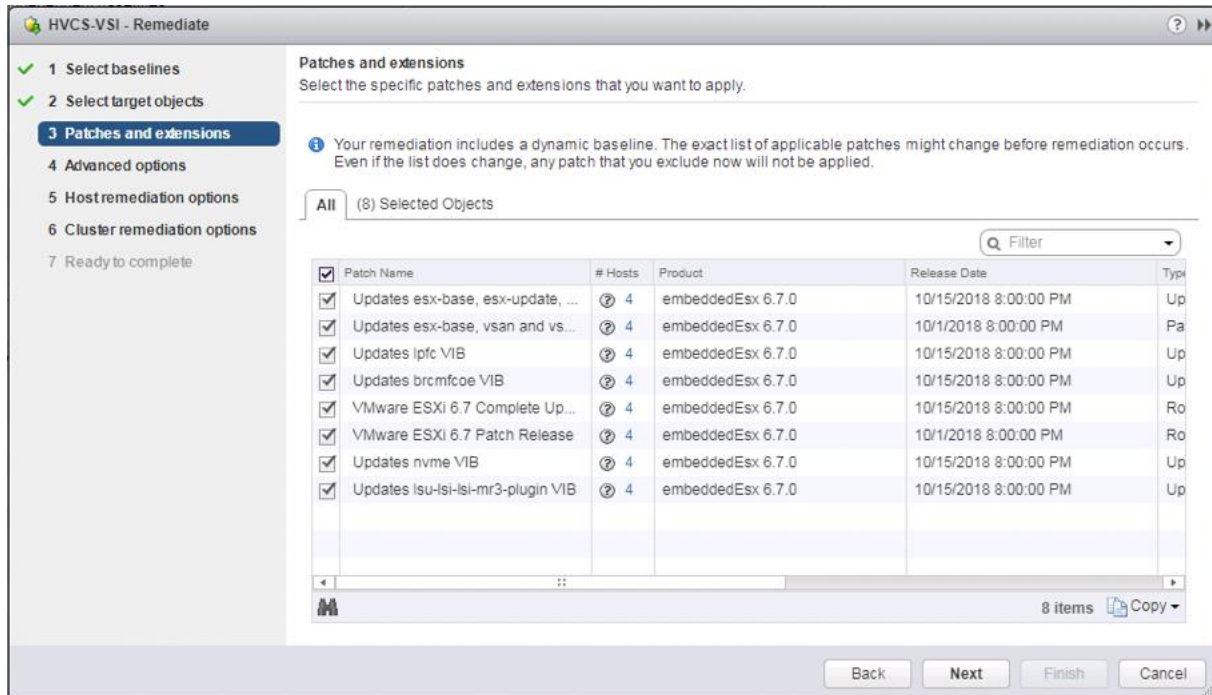 HVCS-VSI - Remediate
1 Select baselines
2 Select target objects
3 Patches and extensions
4 Advanced options
5 Host remediation options
6 Cluster remediation options
7 Ready to complete
Patches and extensions
Select the specific patches and extensions that you want to apply.
Your remediation includes a dynamic baseline. The exact list of applicable patches might change before remediation occurs.
Even if the list does change, any patch that you exclude now will not be applied.
All (8) Selected Objects
Filter
Patch Name # Hosts Product Release Date Type
Updates esx-base, esx-update, ... 4 embeddedEsx 6.7.0 10/15/2018 8:00:00 PM Up
Updates esx-base, vsan and vs... 4 embeddedEsx 6.7.0 10/1/2018 8:00:00 PM Pa
Updates lpfc VIB 4 embeddedEsx 6.7.0 10/15/2018 8:00:00 PM Up
Updates brcmfcoe VIB 4 embeddedEsx 6.7.0 10/15/2018 8:00:00 PM Up
VMware ESXi 6.7 Complete Up... 4 embeddedEsx 6.7.0 10/15/2018 8:00:00 PM Ro
VMware ESXi 6.7 Patch Release 4 embeddedEsx 6.7.0 10/1/2018 8:00:00 PM Ro
Updates nvme VIB 4 embeddedEsx 6.7.0 10/15/2018 8:00:00 PM Up
Updates lsu-lsi-lsi-mr3-plugin VIB 4 embeddedEsx 6.7.0 10/15/2018 8:00:00 PM Up
8 items Copy
Back Next Finish Cancel